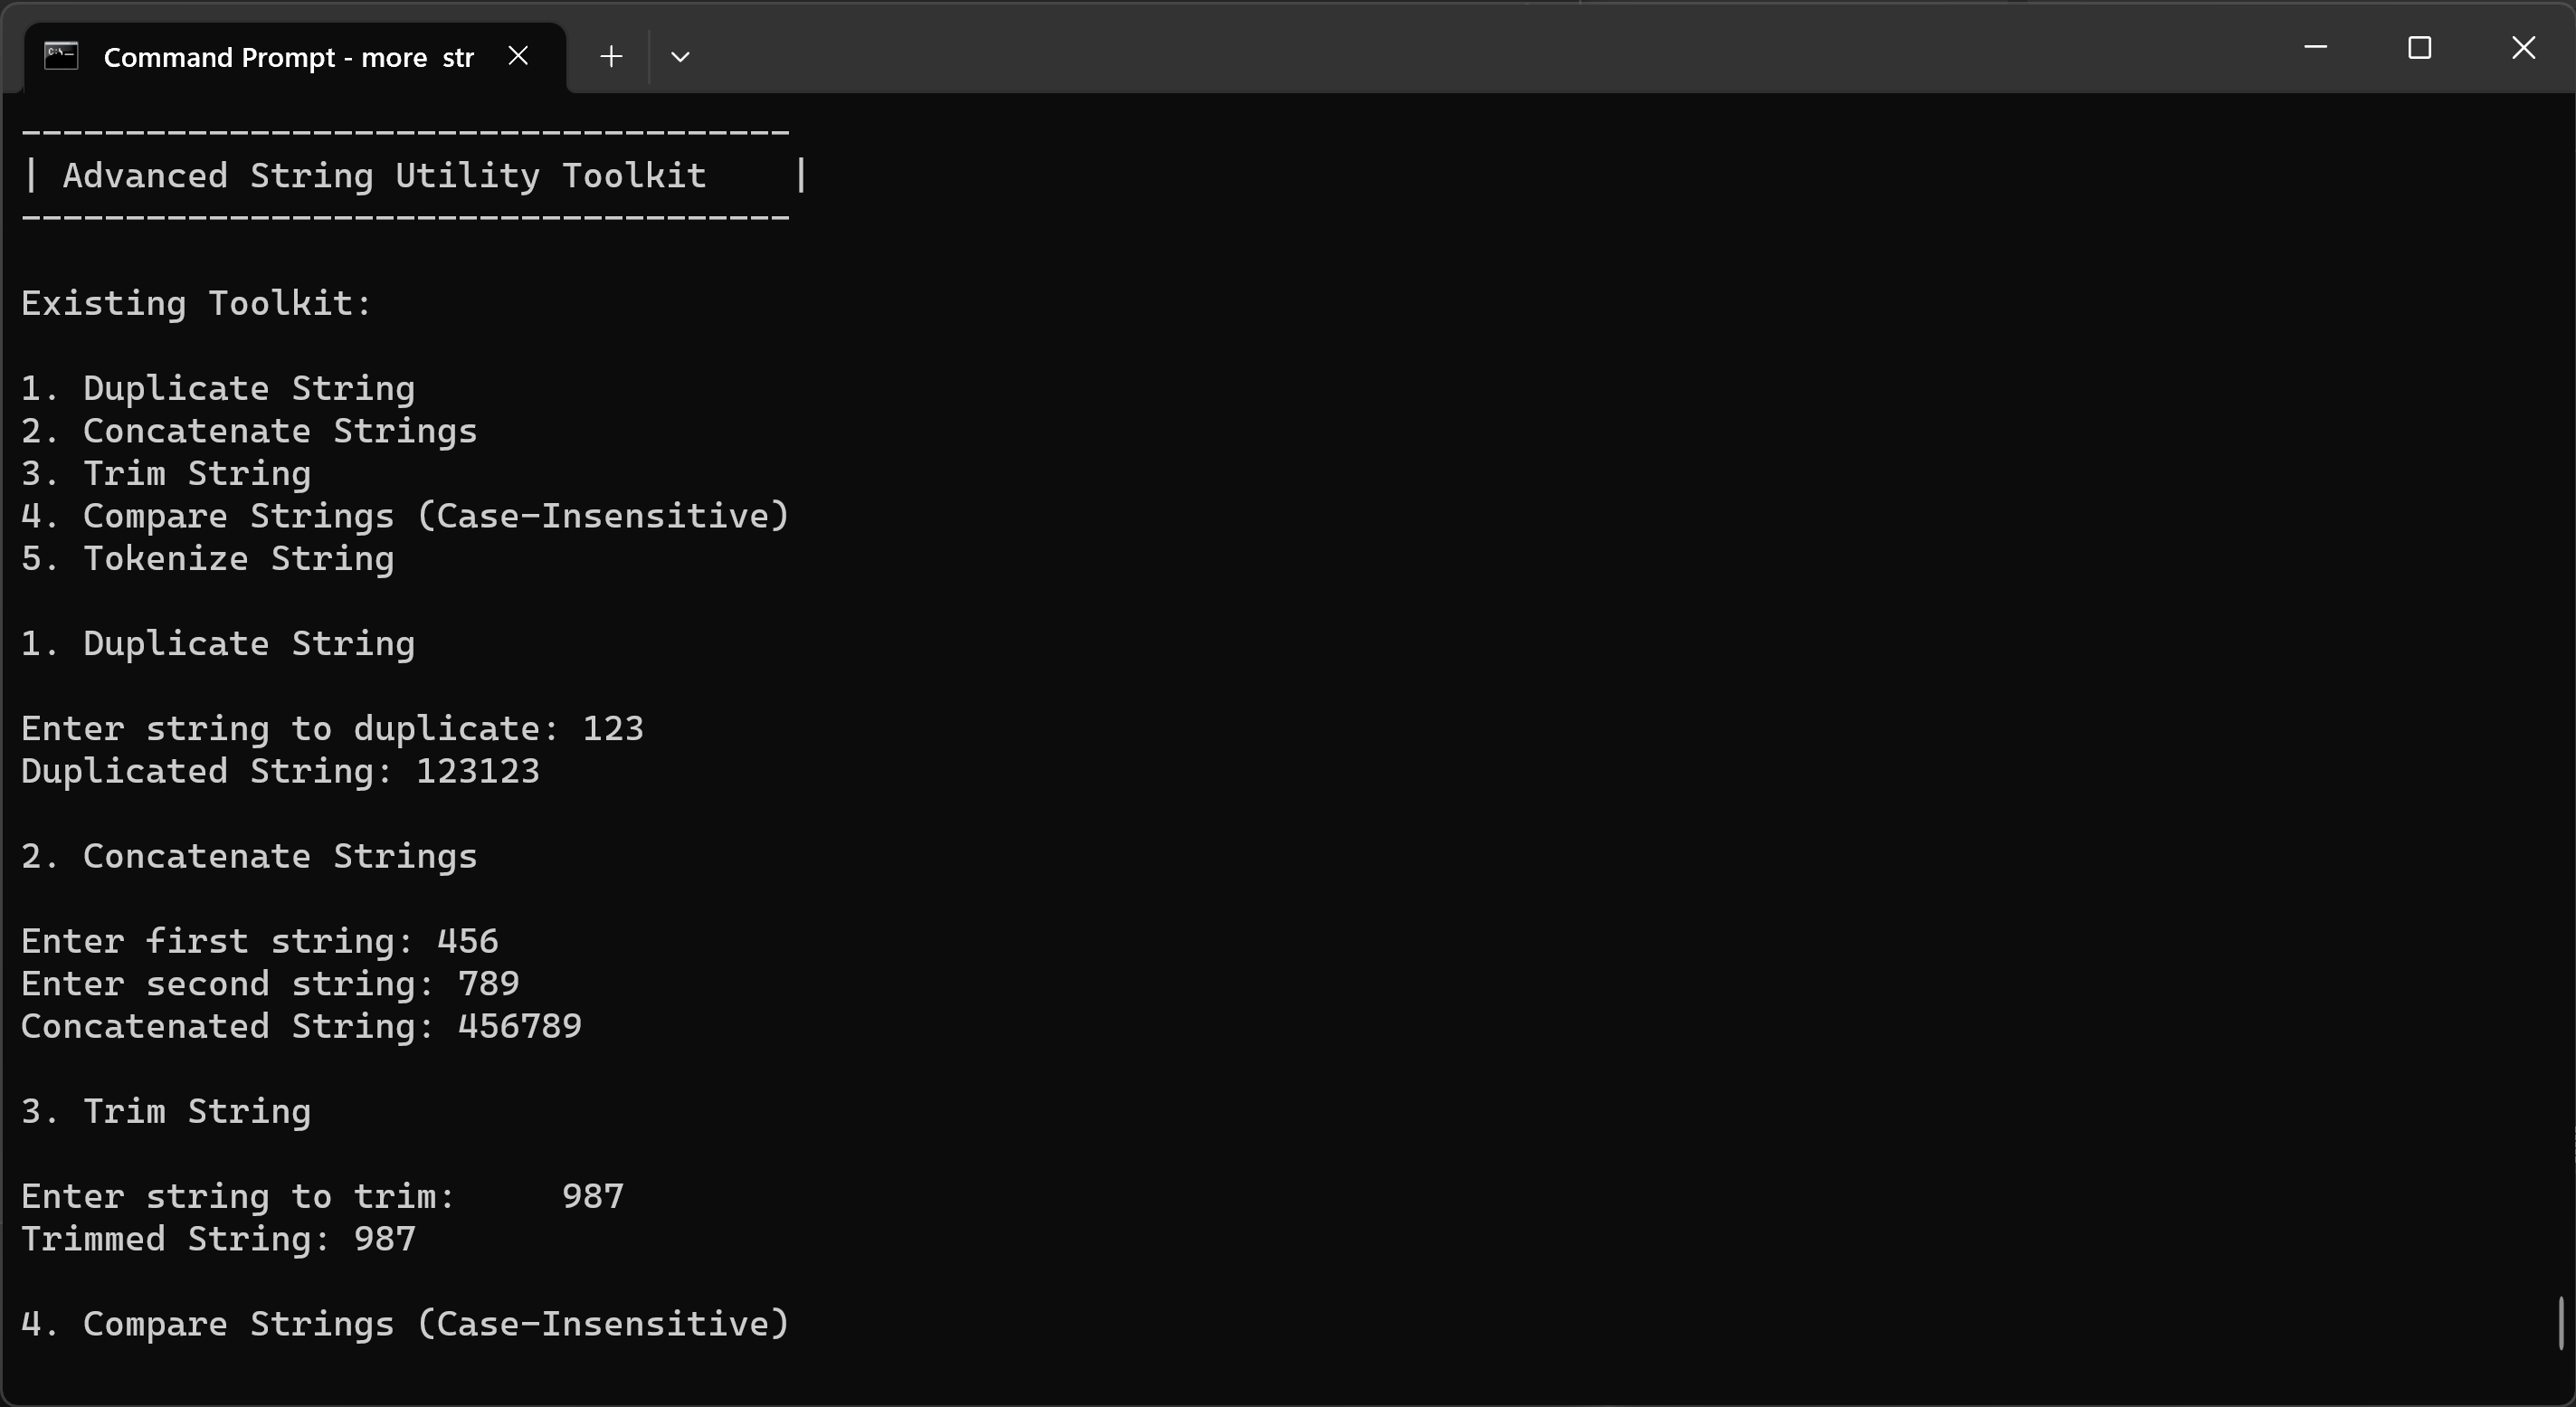 Command Prompt - more  str
-------------------------------------
| Advanced String Utility Toolkit    |
-------------------------------------
Existing Toolkit:
1. Duplicate String
2. Concatenate Strings
3. Trim String
4. Compare Strings (Case-Insensitive)
5. Tokenize String
1. Duplicate String
Enter string to duplicate: 123
Duplicated String: 123123
2. Concatenate Strings
Enter first string: 456
Enter second string: 789
Concatenated String: 456789
3. Trim String
Enter string to trim:     987
Trimmed String: 987
4. Compare Strings (Case-Insensitive)